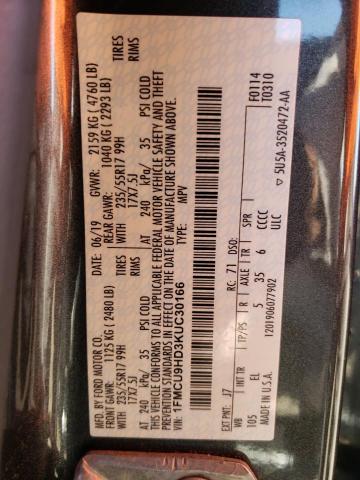 MFD. BY FORD MOTOR CO.
DATE: 06/19 GVWR: 2159 KG ( 4760 LB)
FRONT GAWR: 1125 KG ( 2480 LB) REAR GAWR: 1040 KG ( 2293 LB)
235/55R17 99H TIRES 235/55R17 99H TIRES
17X7.5J RIMS 17X7.5J RIMS
AT 240 kPa/ 35 PSI COLD AT 240 kPa/ 35 PSI COLD
THIS VEHICLE CONFORMS TO ALL APPLICABLE FEDERAL MOTOR VEHICLE SAFETY AND THEFT
PREVENTION STANDARDS IN EFFECT ON THE DATE OF MANUFACTURE SHOWN ABOVE.
VIN: 1FMCU9HD3KUC30166
TYPE: MPV
F0114
T0310
EXT PNT: J7 RC: 71 DSO:
WB INT TR TP/PS R AXLE TR SPR
105 EL 5 35 6 CCCC
ULC
MADE IN U.S.A.
1201906077902
5U5A-3520472-AA